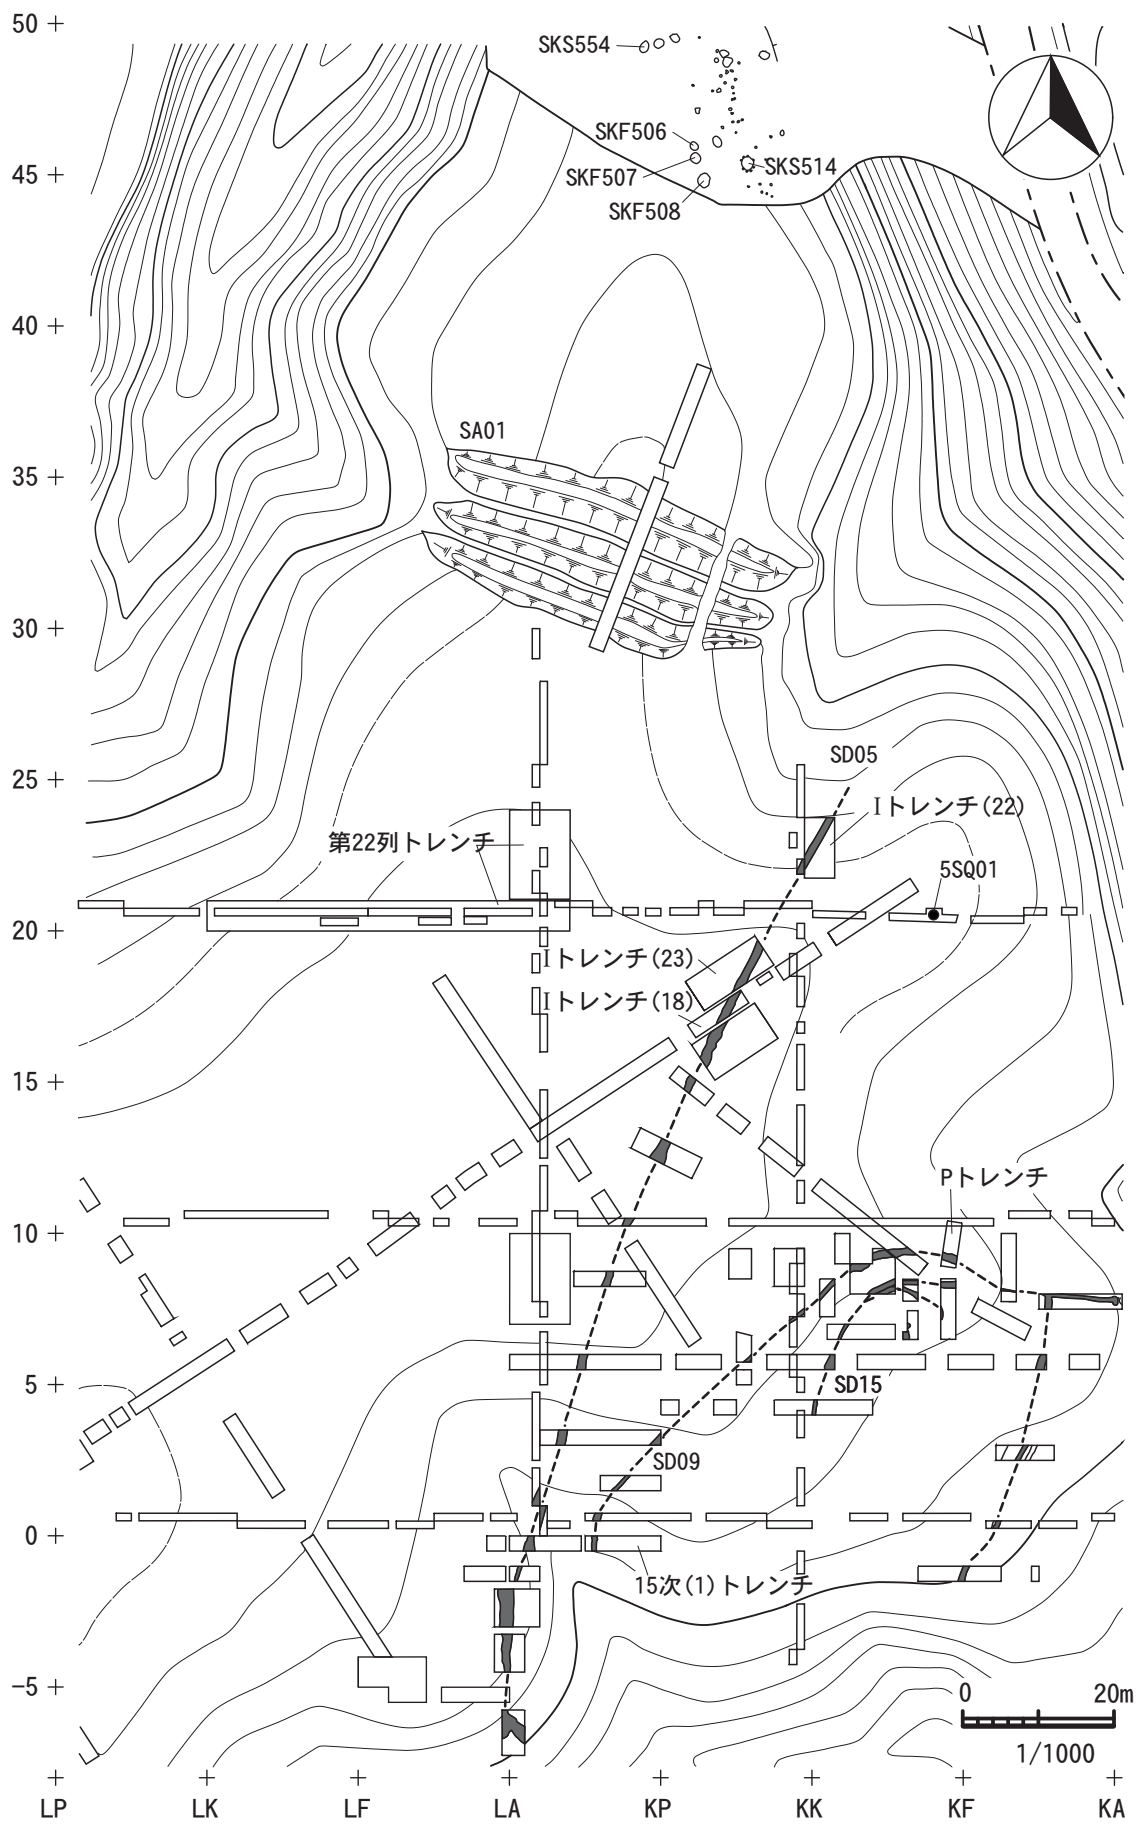 50
SKS554
SKF506
SKF507
SKS514
SKF508
45
40
SA01
35
30
SD05
25
Iトレンチ(22)
第22列トレンチ
5SQ01
20
Iトレンチ(23)
Iトレンチ(18)
15
Pトレンチ
10
5
SD15
SD09
0
15次(1)トレンチ
-5
0 20m
1/1000
LP LK LF LA KP KK KF KA